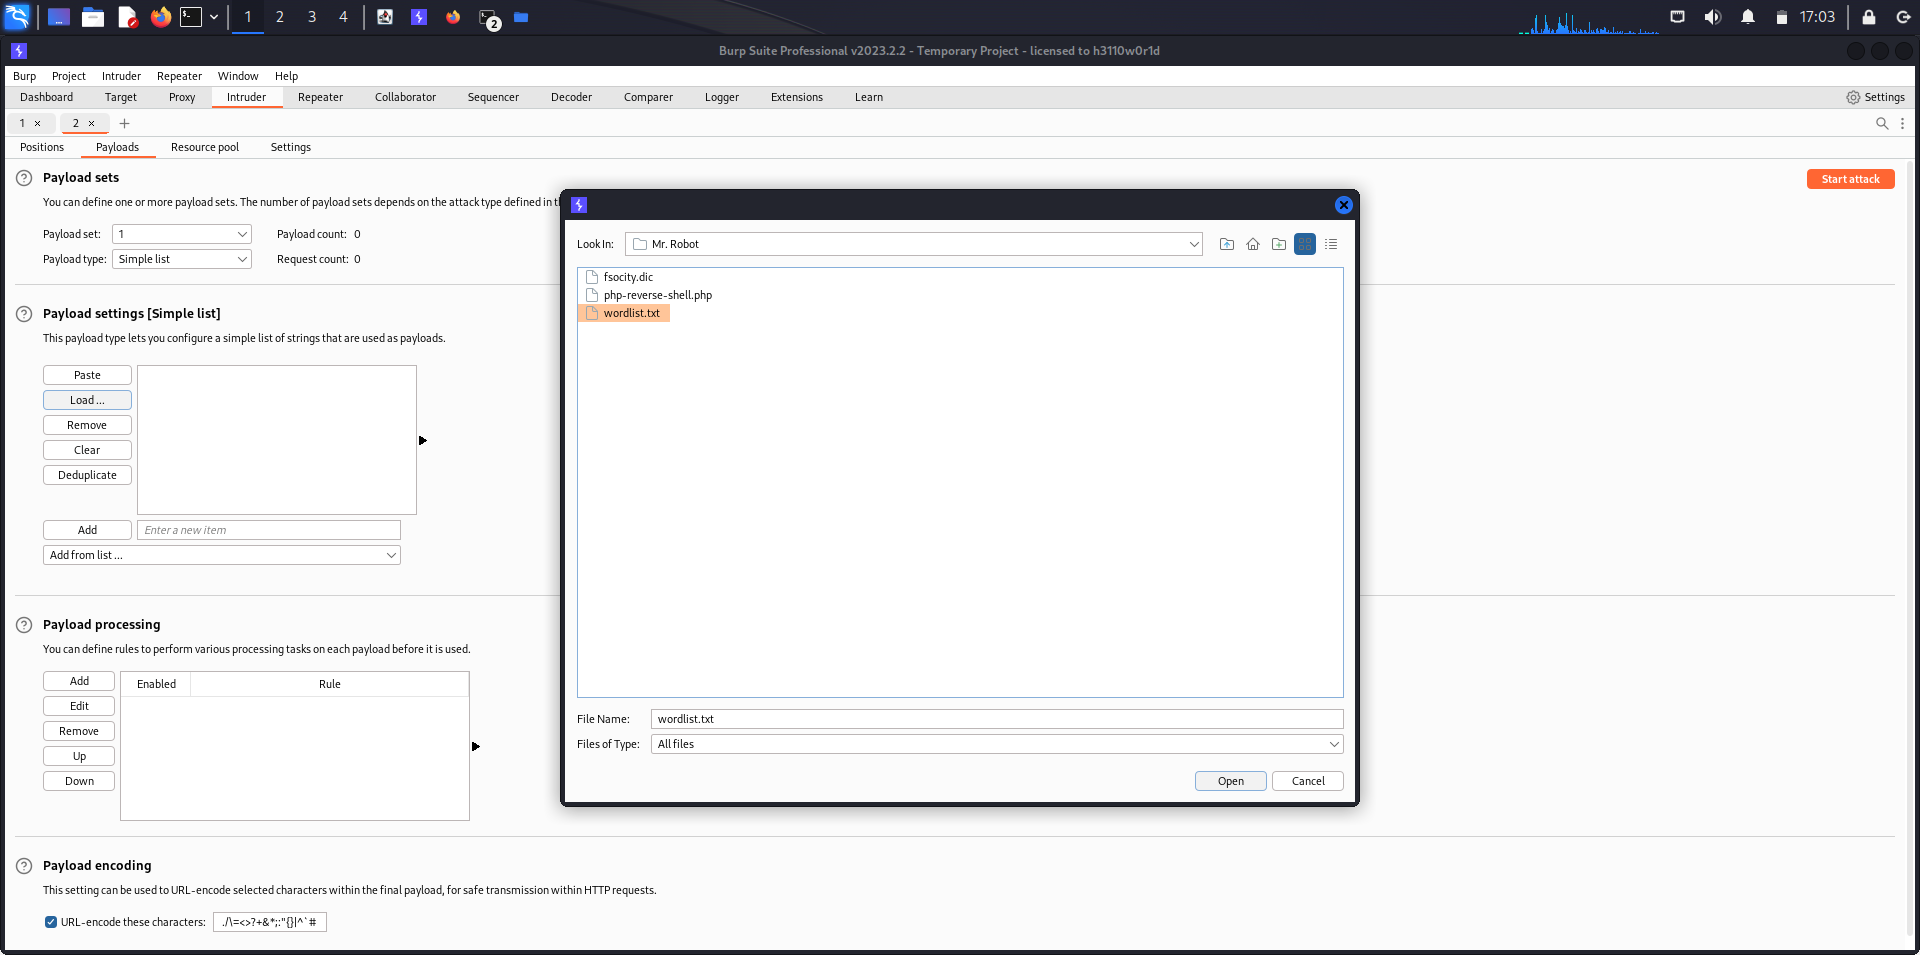 1 2 3 4 2 17:03
Burp Suite Professional v2023.2.2 - Temporary Project - licensed to h3110w0r1d
Burp Project Intruder Repeater Window Help
Dashboard Target Proxy Intruder Repeater Collaborator Sequencer Decoder Comparer Logger Extensions Learn Settings
1 × 2 × +
Positions Payloads Resource pool Settings
? Payload sets
Start attack
You can define one or more payload sets. The number of payload sets depends on the attack type defined in
Payload set: 1 Payload count: 0
Payload type: Simple list Request count: 0
? Payload settings [Simple list]
This payload type lets you configure a simple list of strings that are used as payloads.
Paste
Load ...
Remove
Clear
Deduplicate
Add Enter a new item
Add from list ...
? Payload processing
You can define rules to perform various processing tasks on each payload before it is used.
Add
Edit
Remove
Up
Down
Enabled Rule
? Payload encoding
This setting can be used to URL-encode selected characters within the final payload, for safe transmission within HTTP requests.
URL-encode these characters: ./\=<>?+&*;:"{}|^`#
Look In: Mr. Robot
fsocity.dic
php-reverse-shell.php
wordlist.txt
File Name: wordlist.txt
Files of Type: All files
Open Cancel